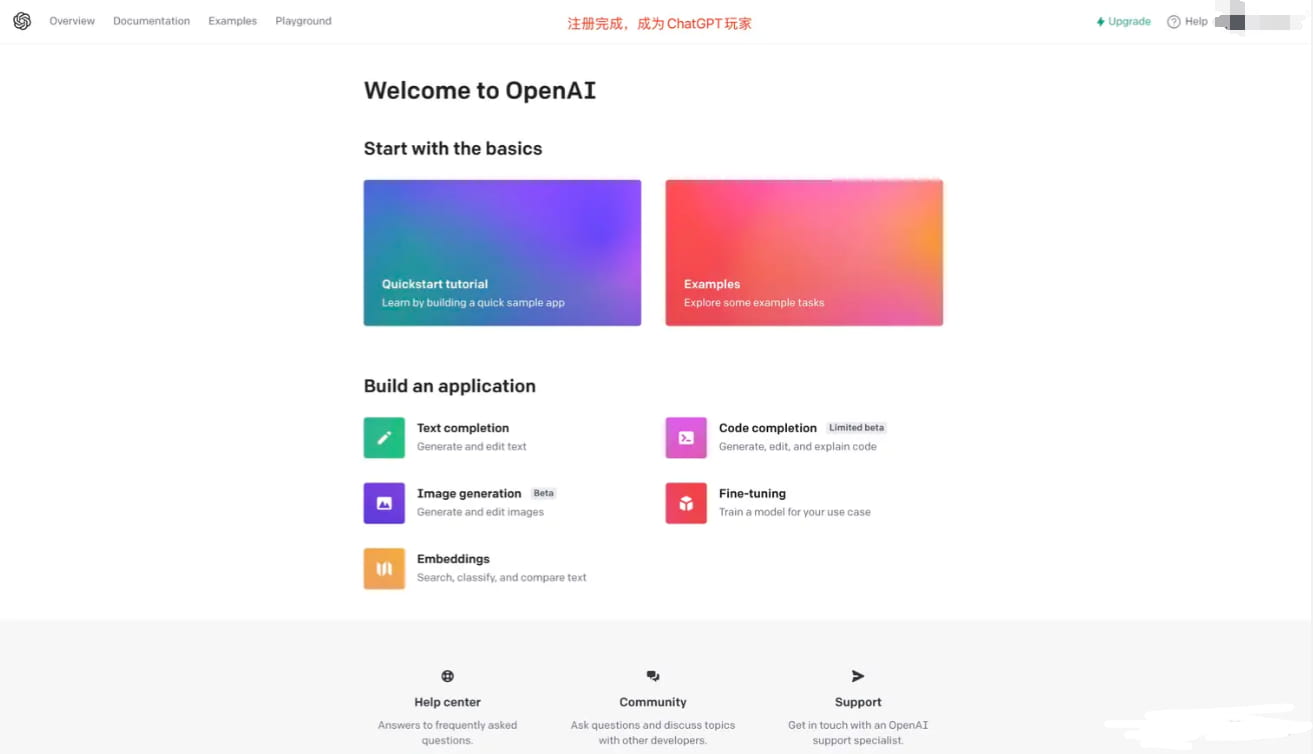 Overview Documentation Examples Playground
注册完成，成为ChatGPT玩家
Upgrade Help
Welcome to OpenAI
Start with the basics
Quickstart tutorial
Learn by building a quick sample app
Examples
Explore some example tasks
Build an application
Text completion
Generate and edit text
Code completion Limited beta
Generate, edit, and explain code
Image generation Beta
Generate and edit images
Fine-tuning
Train a model for your use case
Embeddings
Search, classify, and compare text
Help center
Answers to frequently asked
questions.
Community
Ask questions and discuss topics
with other developers.
Support
Get in touch with an OpenAI
support specialist.